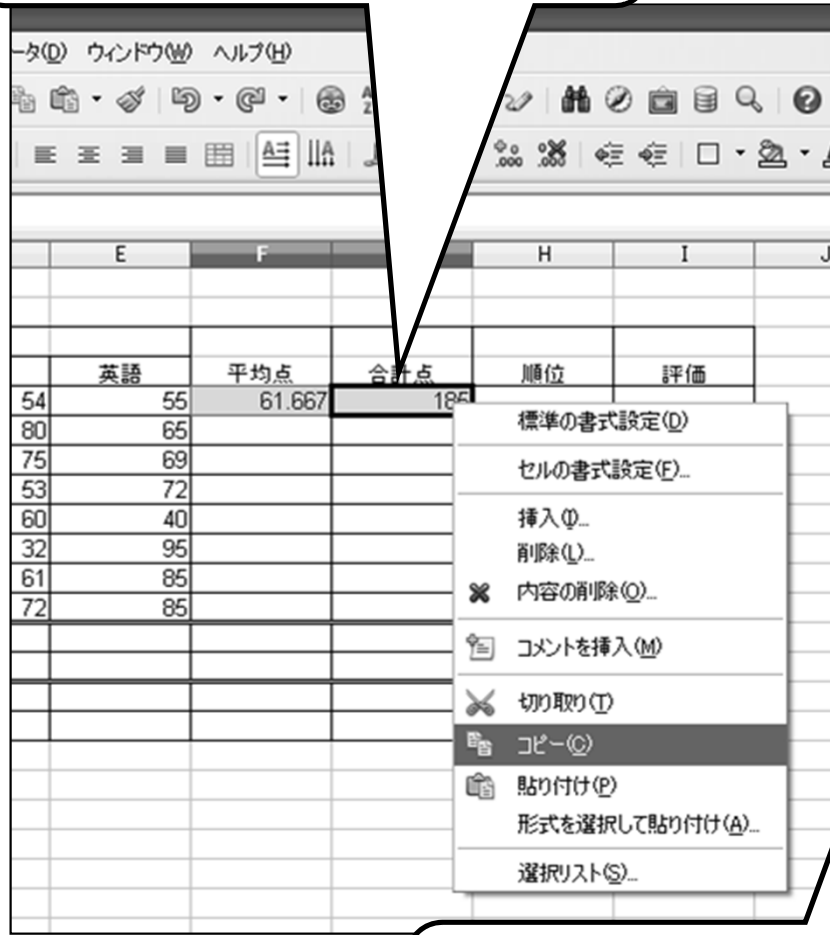 ータ(D) ウィンドウ(W) ヘルプ(H)
E F H I J
英語 平均点 合計点 順位 評価
54 55 61.667 185
80 65
75 69
53 72
60 40
32 95
61 85
72 85
標準の書式設定(D)
セルの書式設定(F)...
挿入(I)...
削除(L)...
内容の削除(O)...
コメントを挿入(M)
切り取り(T)
コピー(C)
貼り付け(P)
形式を選択して貼り付け(A)...
選択リスト(S)...